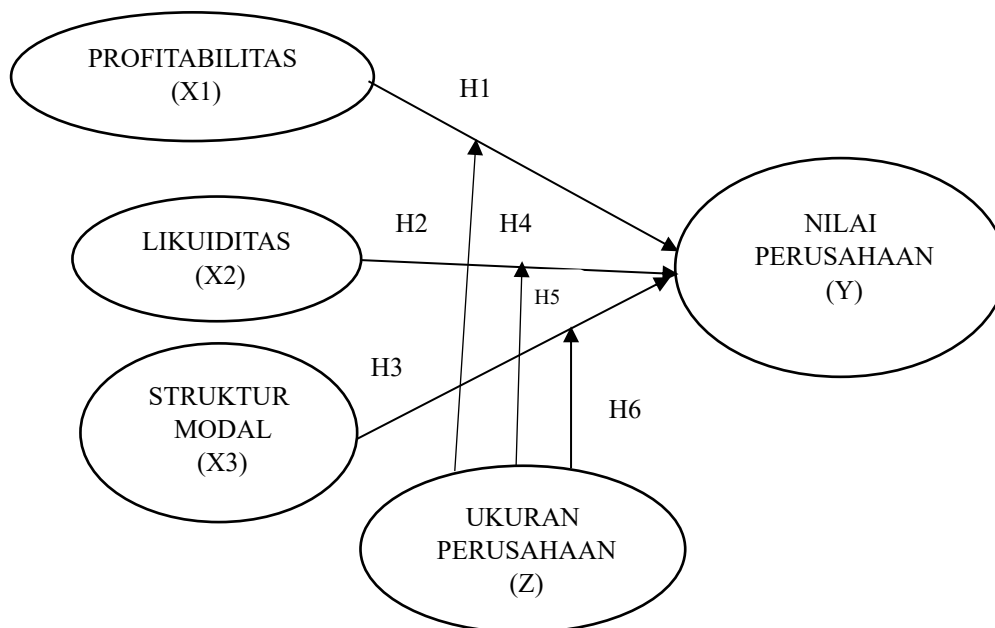 PROFITABILITAS
(X1)
H1
LIKUIDITAS
(X2)
H2
H4
H5
NILAI
PERUSAHAAN
(Y)
STRUKTUR
MODAL
(X3)
H3
H6
UKURAN
PERUSAHAAN
(Z)